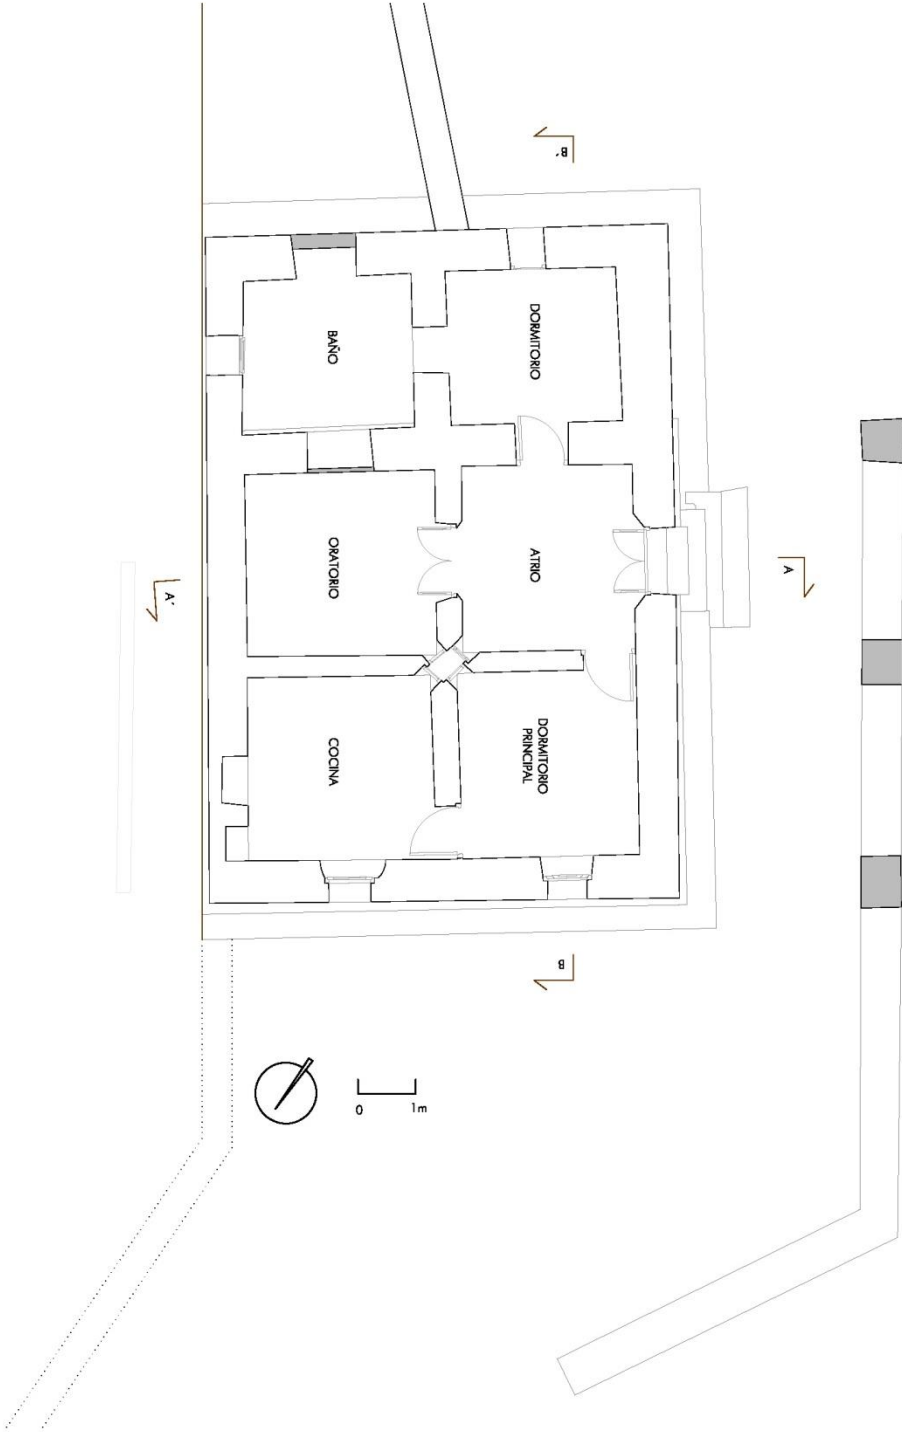 B'
BAÑO
DORMITORIO
ORATORIO
ATRIO
A'
A
COCINA
DORMITORIO
PRINCIPAL
B
0
1m